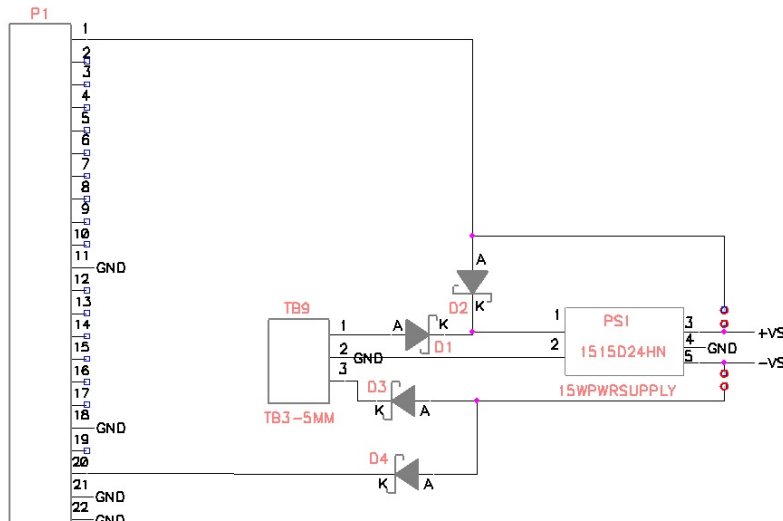 P1
1
2
3
4
5
6
7
8
9
10
11
GND
12
13
14
15
16
17
18
GND
19
20
21
GND
22
GND
A
D2
K
TB9
1
A
K
D1
2
GND
3
TB3-5MM
D3
K
A
D4
K
A
1
PS1
3
+VS
2
1515D24HN
4
GND
5
-VS
15WPWRSUPPLY